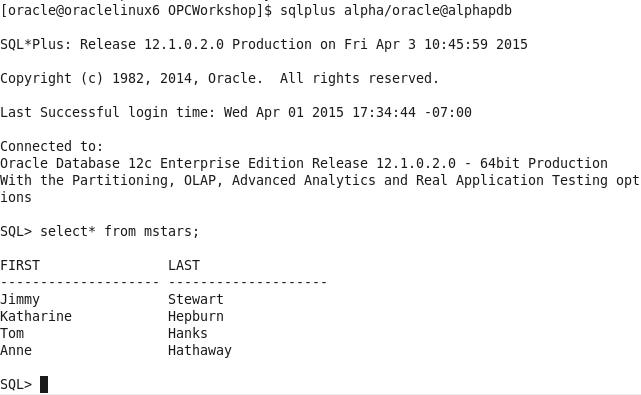 [oracle@oraclelinux6 OPCWorkshop]$ sqlplus alpha/oracle@alphapdb
SQL*Plus: Release 12.1.0.2.0 Production on Fri Apr 3 10:45:59 2015
Copyright (c) 1982, 2014, Oracle.  All rights reserved.
Last Successful login time: Wed Apr 01 2015 17:34:44 -07:00
Connected to:
Oracle Database 12c Enterprise Edition Release 12.1.0.2.0 - 64bit Production
With the Partitioning, OLAP, Advanced Analytics and Real Application Testing opt
ions
SQL> select* from mstars;
FIRST                LAST
-------------------- --------------------
Jimmy                Stewart
Katharine            Hepburn
Tom                  Hanks
Anne                 Hathaway
SQL>